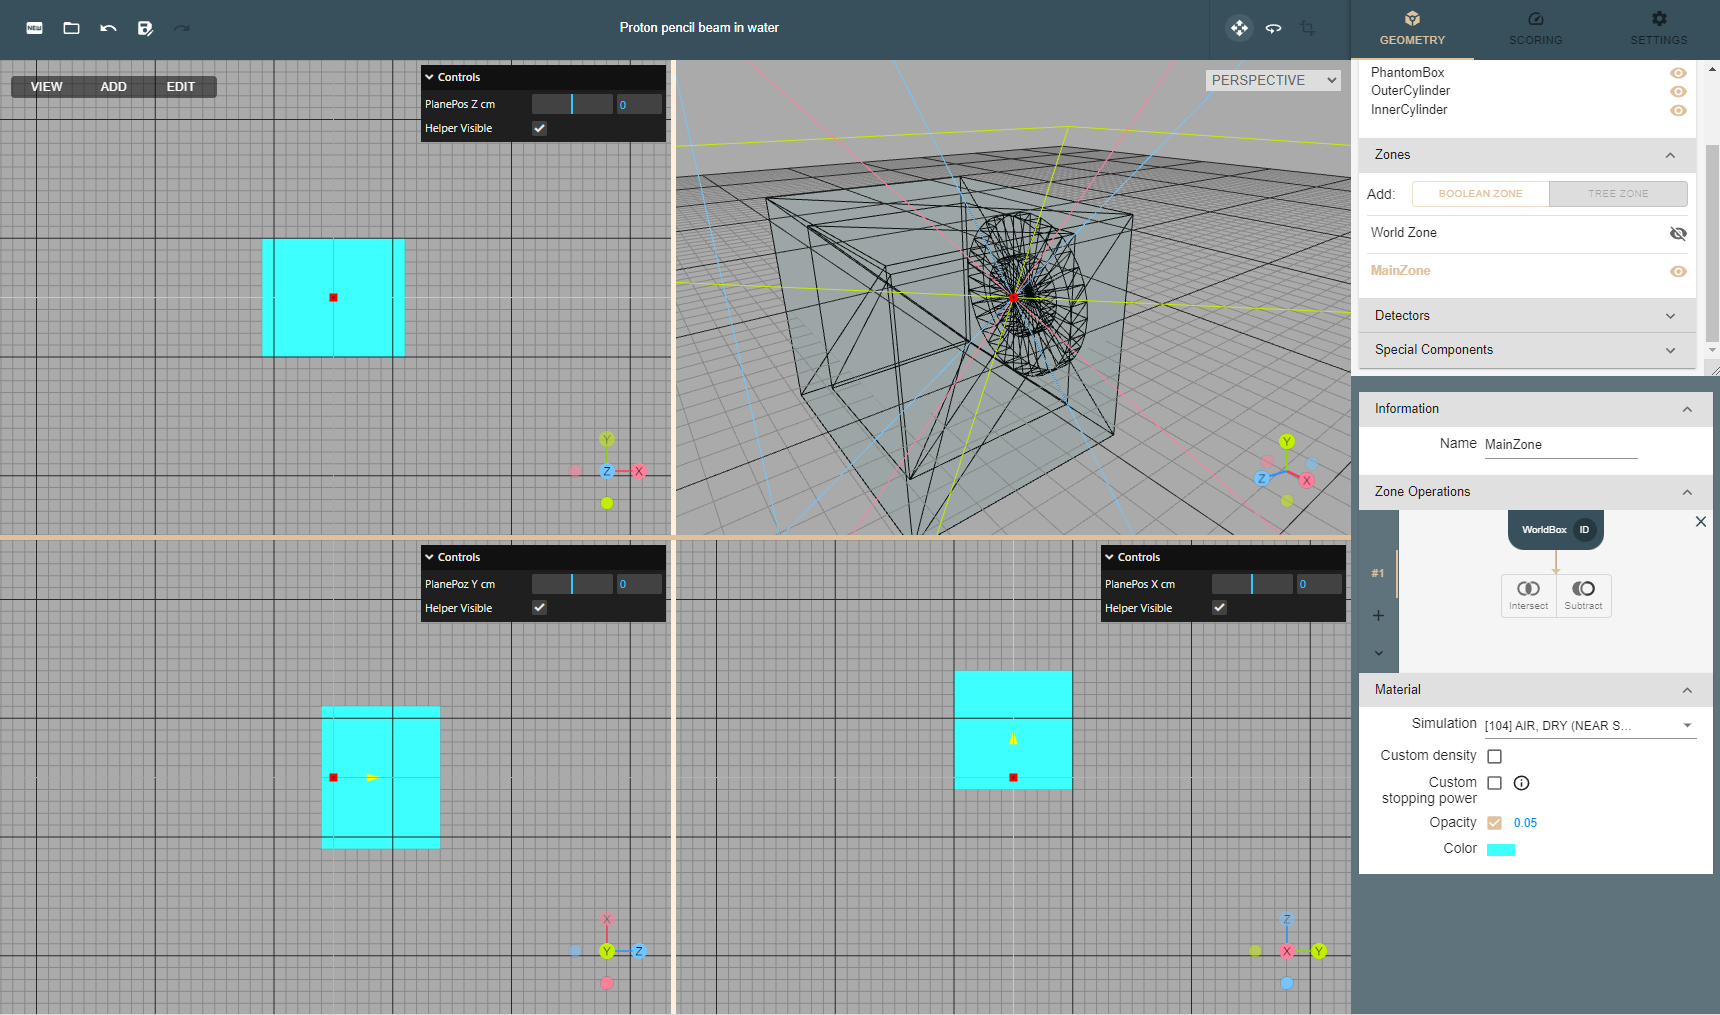 NEW
Proton pencil beam in water
GEOMETRY
SCORING
SETTINGS
VIEW
ADD
EDIT
Controls
PlanePos Z cm
0
Helper Visible
PERSPECTIVE
Y
Z
X
Y
Z
X
Controls
PlanePoz Y cm
0
Helper Visible
Controls
PlanePos X cm
0
Helper Visible
X
Y
Z
Z
X
Y
PhantomBox
OuterCylinder
InnerCylinder
Zones
Add:
BOOLEAN ZONE
TREE ZONE
World Zone
MainZone
Detectors
Special Components
Information
Name
MainZone
Zone Operations
WorldBox
ID
#1
Intersect
Subtract
Material
Simulation
[104] AIR, DRY (NEAR S...
Custom density
Custom
stopping power
Opacity
0.05
Color